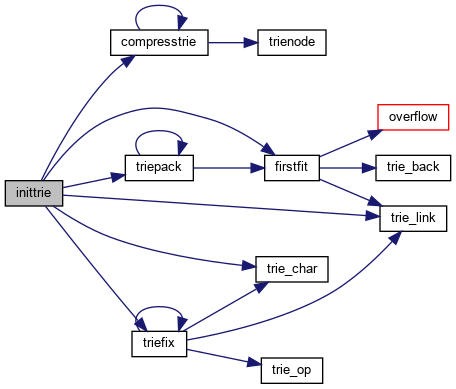 compresstrie
trienode
overflow
triepack
firstfit
trie_back
inittrie
trie_link
trie_char
triefix
trie_op